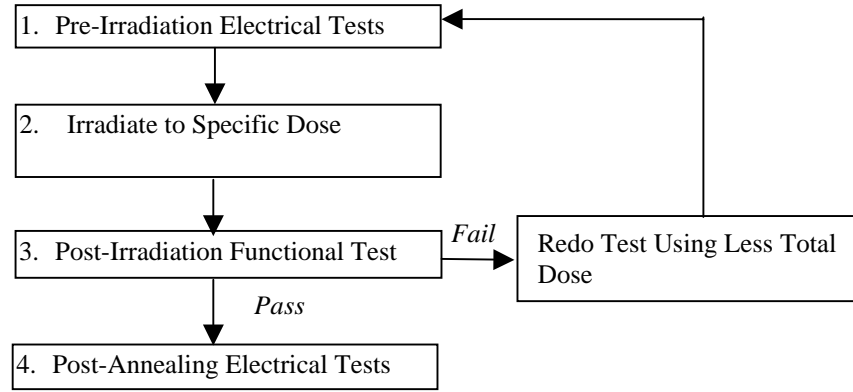 1. Pre-Irradiation Electrical Tests
2. Irradiate to Specific Dose
3. Post-Irradiation Functional Test
Fail
Redo Test Using Less Total
Dose
Pass
4. Post-Annealing Electrical Tests